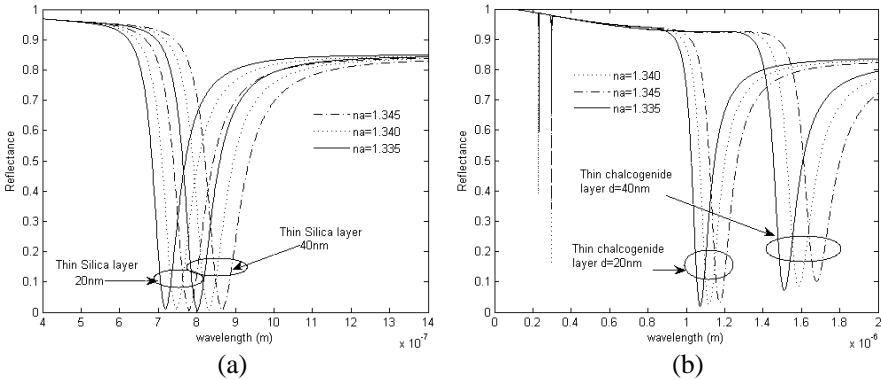 1
0.9
0.8
0.7
0.6
0.5
0.4
0.3
0.2
0.1
0
Reflectance
na=1.345
na=1.340
na=1.335
Thin Silica layer
40nm
Thin Silica layer
20nm
4 5 6 7 8 9 10 11 12 13 14
wavelength (m)
x 10^-7
(a)
1
0.9
0.8
0.7
0.6
0.5
0.4
0.3
0.2
0.1
0
Reflectance
na=1.340
na=1.345
na=1.335
Thin chalcogenide
layer d=40nm
Thin chalcogenide
layer d=20nm
0 0.2 0.4 0.6 0.8 1 1.2 1.4 1.6 1.8 2
wavelength (m)
x 10^-6
(b)